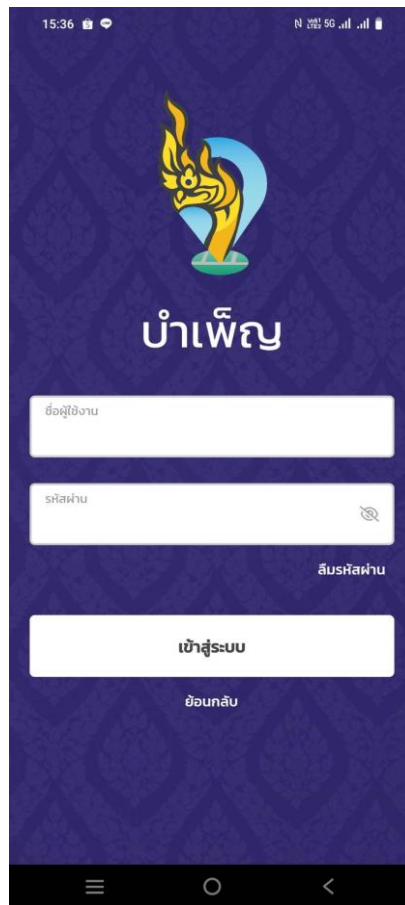 15:36
5G
บำเพ็ญ
ชื่อผู้ใช้งาน
รหัสผ่าน
ลืมรหัสผ่าน
เข้าสู่ระบบ
ย้อนกลับ